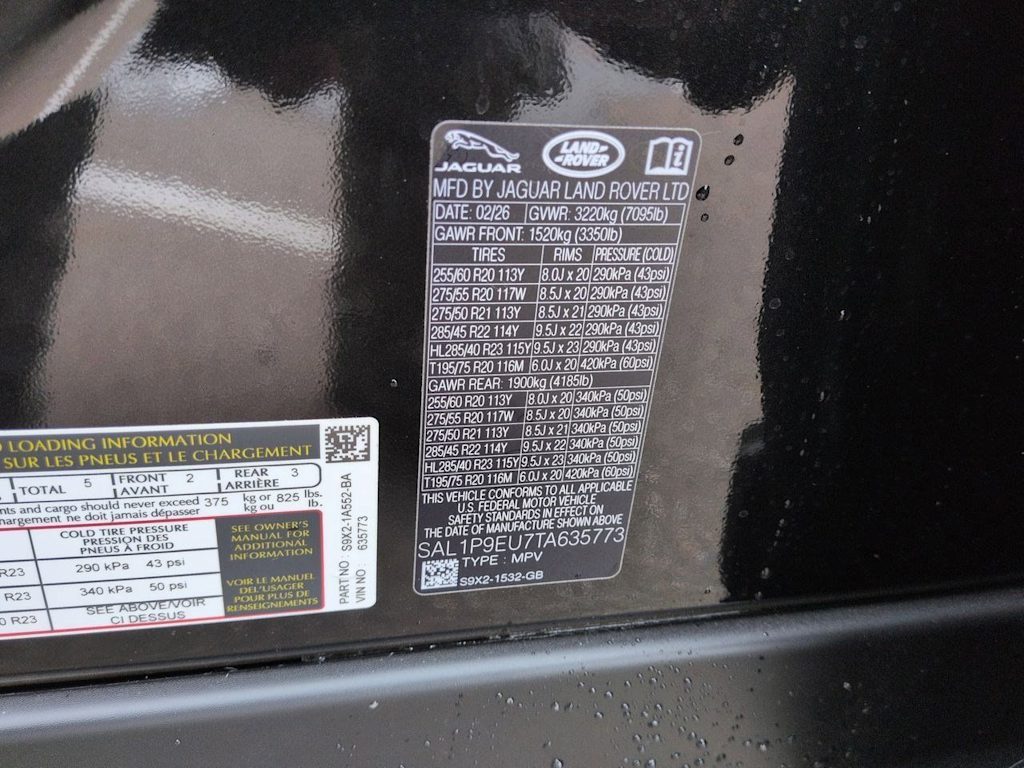 JAGUAR
LAND ROVER
i
MFD BY JAGUAR LAND ROVER LTD
DATE: 02/26 GVWR: 3220kg (7095lb)
GAWR FRONT: 1520kg (3350lb)
TIRES RIMS PRESSURE (COLD)
255/60 R20 113Y 8.0J x 20 290kPa (43psi)
275/55 R20 117W 8.5J x 20 290kPa (43psi)
275/50 R21 113Y 8.5J x 21 290kPa (43psi)
285/45 R22 114Y 9.5J x 22 290kPa (43psi)
HL285/40 R23 115Y 9.5J x 23 290kPa (43psi)
T195/75 R20 116M 6.0J x 20 420kPa (60psi)
GAWR REAR: 1900kg (4185lb)
255/60 R20 113Y 8.0J x 20 340kPa (50psi)
275/55 R20 117W 8.5J x 20 340kPa (50psi)
275/50 R21 113Y 8.5J x 21 340kPa (50psi)
285/45 R22 114Y 9.5J x 22 340kPa (50psi)
HL285/40 R23 115Y 9.5J x 23 340kPa (50psi)
T195/75 R20 116M 6.0J x 20 420kPa (60psi)
THIS VEHICLE CONFORMS TO ALL APPLICABLE
U.S. FEDERAL MOTOR VEHICLE
SAFETY STANDARDS IN EFFECT ON
THE DATE OF MANUFACTURE SHOWN ABOVE
SAL1P9EU7TA635773
TYPE : MPV
S9X2-1532-GB
LOADING INFORMATION
SUR LES PNEUS ET LE CHARGEMENT
TOTAL 5 FRONT 2 REAR 3
AVANT ARRIÈRE
and cargo should never exceed 375 kg or 825 lbs.
ne doit jamais dépasser kg ou lb.
COLD TIRE PRESSURE
PRESSION DES
PNEUS À FROID
R23 290 kPa 43 psi
R23 340 kPa 50 psi
R23 SEE ABOVE/VOIR
CI DESSUS
SEE OWNER'S
MANUAL FOR
ADDITIONAL
INFORMATION
VOIR LE MANUEL
DEL'USAGER
POUR PLUS DE
RENSEIGNEMENTS
PART NO : S9X2-1A552-BA
VIN NO : 635773